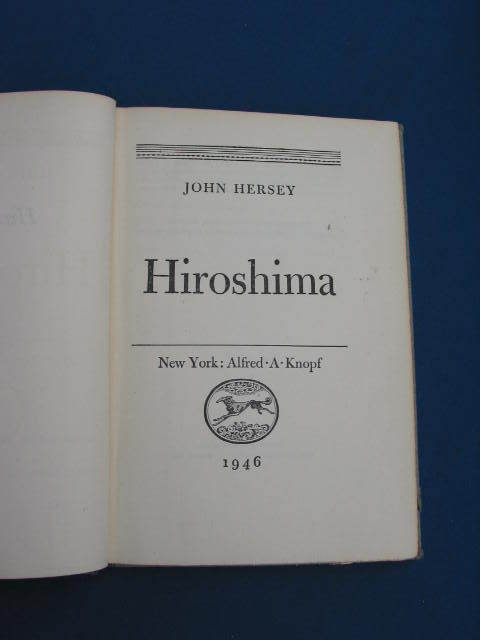 JOHN HERSEY
Hiroshima
New York: Alfred·A·Knopf
1946